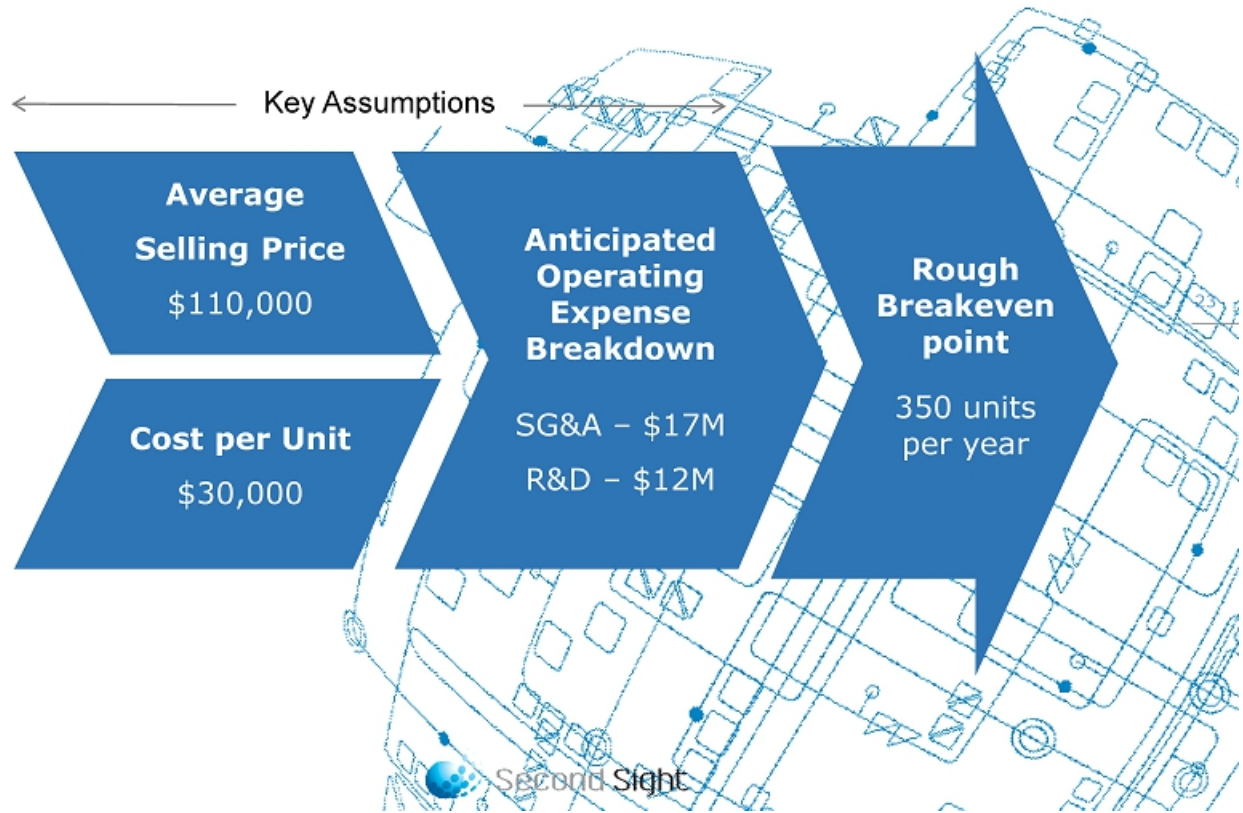 Key Assumptions
Average
Selling Price
$110,000
Cost per Unit
$30,000
Anticipated
Operating
Expense
Breakdown
SG&A – $17M
R&D – $12M
Rough
Breakeven
point
350 units
per year
Second Sight